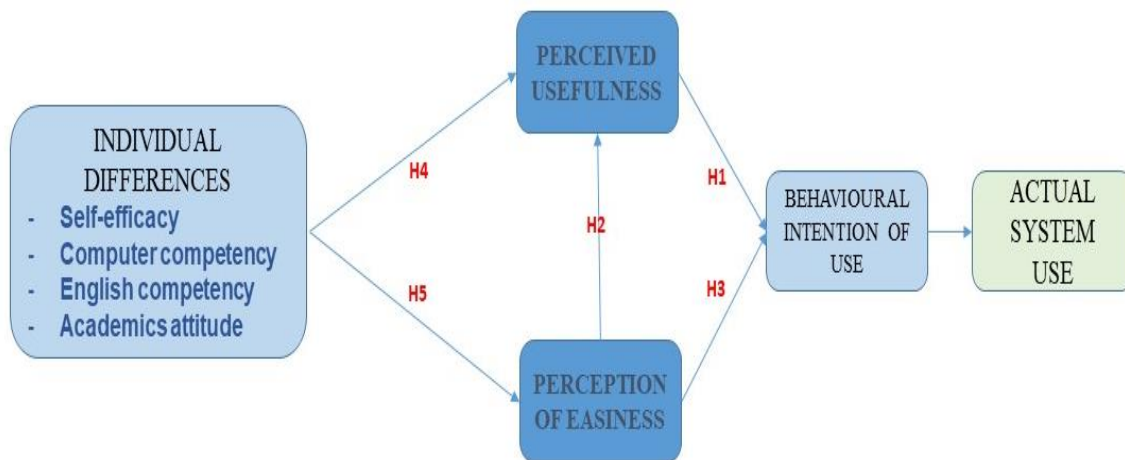 PERCEIVED
USEFULNESS
INDIVIDUAL
DIFFERENCES
- Self-efficacy
- Computer competency
- English competency
- Academics attitude
H4
H1
H2
H5
H3
BEHAVIOURAL
INTENTION OF
USE
ACTUAL
SYSTEM
USE
PERCEPTION
OF EASINESS